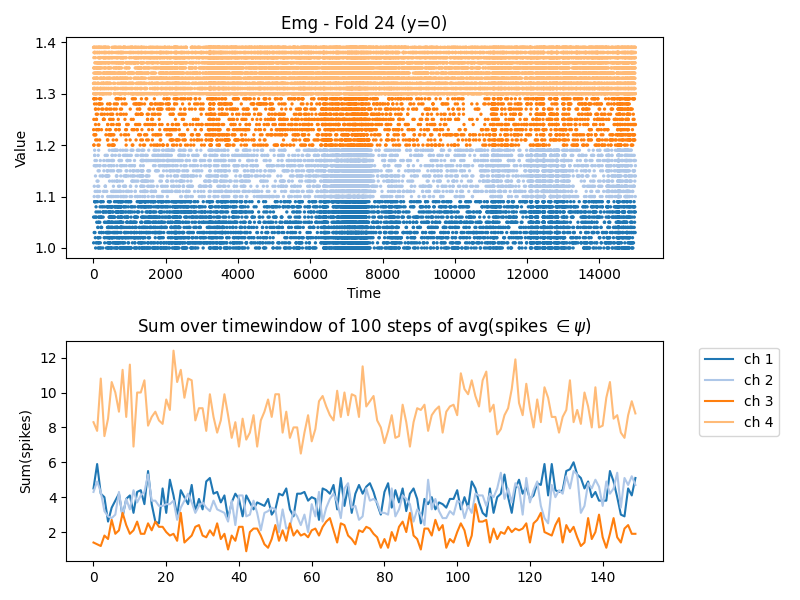 Emg - Fold 24 (y=0)
Value
1.4
1.3
1.2
1.1
1.0
0 2000 4000 6000 8000 10000 12000 14000
Time
Sum over timewindow of 100 steps of avg(spikes ∈ ψ)
Sum(spikes)
12
10
8
6
4
2
0 20 40 60 80 100 120 140
ch 1
ch 2
ch 3
ch 4